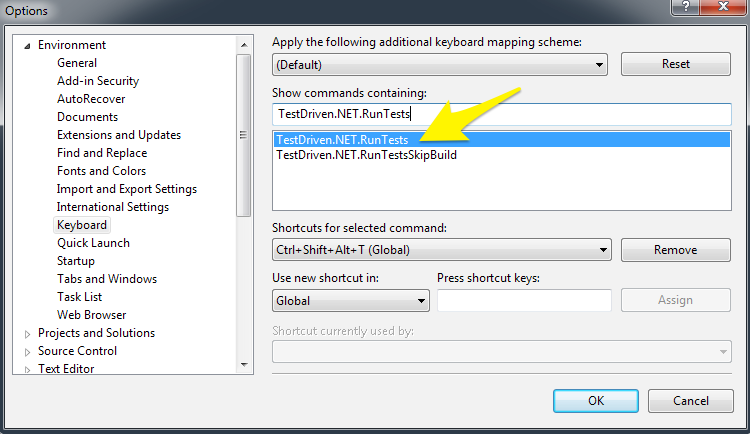 Options
Environment
General
Add-in Security
AutoRecover
Documents
Extensions and Updates
Find and Replace
Fonts and Colors
Import and Export Settings
International Settings
Keyboard
Quick Launch
Startup
Tabs and Windows
Task List
Web Browser
Projects and Solutions
Source Control
Text Editor
Apply the following additional keyboard mapping scheme:
(Default)
Reset
Show commands containing:
TestDriven.NET.RunTests
TestDriven.NET.RunTests
TestDriven.NET.RunTestsSkipBuild
Shortcuts for selected command:
Ctrl+Shift+Alt+T (Global)
Remove
Use new shortcut in:
Press shortcut keys:
Global
Assign
Shortcut currently used by:
OK
Cancel